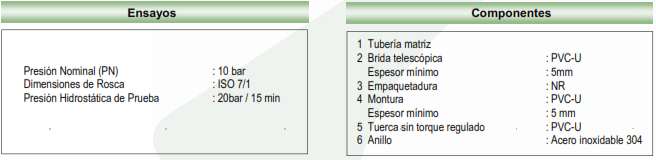 Ensayos
Presión Nominal (PN) : 10 bar
Dimensiones de Rosca : ISO 7/1
Presión Hidrostática de Prueba : 20bar / 15 min
Componentes
1 Tubería matriz
2 Brida telescópica : PVC-U
Espesor mínimo : 5mm
3 Empaquetadura : NR
4 Montura : PVC-U
Espesor mínimo : 5 mm
5 Tuerca sin torque regulado : PVC-U
6 Anillo : Acero inoxidable 304